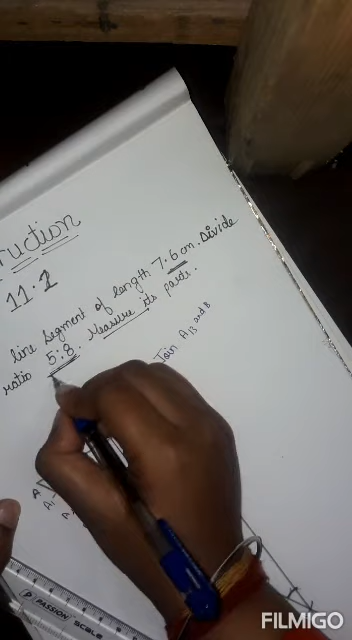 ruction
11.1
line segment of length 7.6 cm. Divide
ratio 5:8. Measure its parts.
Join A13 and B
A
A1
PASSION SCALE
FILMIGO